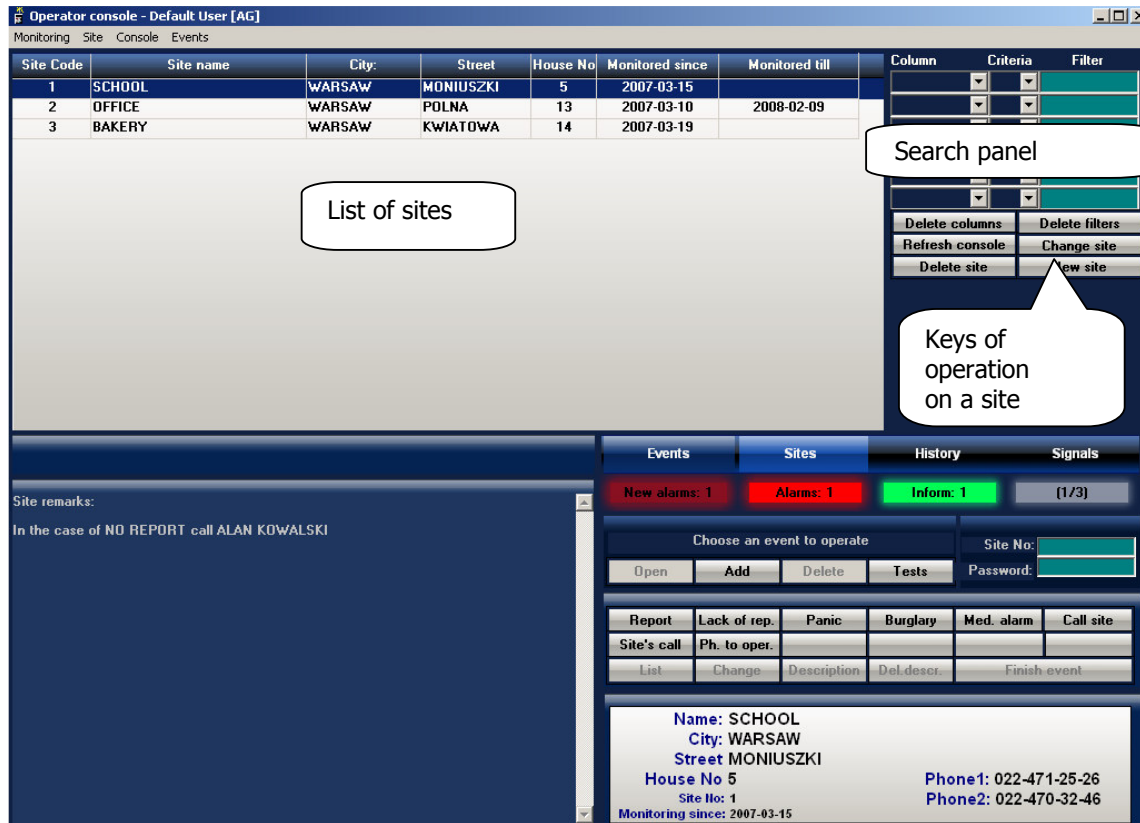 Operator console - Default User [AG]
Monitoring Site Console Events
Site Code Site name City: Street House No Monitored since Monitored till
1 SCHOOL WARSAW MONIUSZKI 5 2007-03-15
2 OFFICE WARSAW POLNA 13 2007-03-10 2008-02-09
3 BAKERY WARSAW KWIATOWA 14 2007-03-19
Column Criteria Filter
Search panel
List of sites
Delete columns Delete filters
Refresh console Change site
Delete site New site
Keys of
operation
on a site
Events Sites History Signals
New alarms: 1 Alarms: 1 Inform: 1 (1/3)
Site remarks:
In the case of NO REPORT call ALAN KOWALSKI
Choose an event to operate
Open Add Delete Tests
Site No:
Password:
Report Lack of rep. Panic Burglary Med. alarm Call site
Site's call Ph. to oper.
List Change Description Del.descr. Finish event
Name: SCHOOL
City: WARSAW
Street MONIUSZKI
House No 5 Phone1: 022-471-25-26
Site No: 1 Phone2: 022-470-32-46
Monitoring since: 2007-03-15